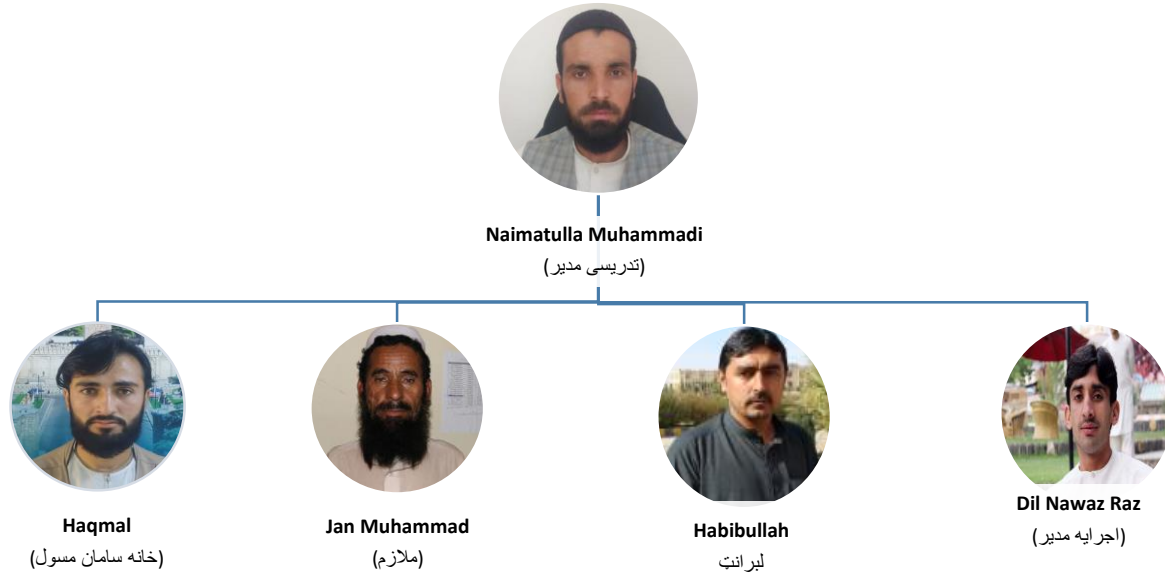 Naimatulla Muhammadi
(تدریسی مدیر)
Haqmal
(خانه سامان مسول)
Jan Muhammad
(ملازم)
Habibullah
لبرانټ
Dil Nawaz Raz
(اجرایه مدیر)